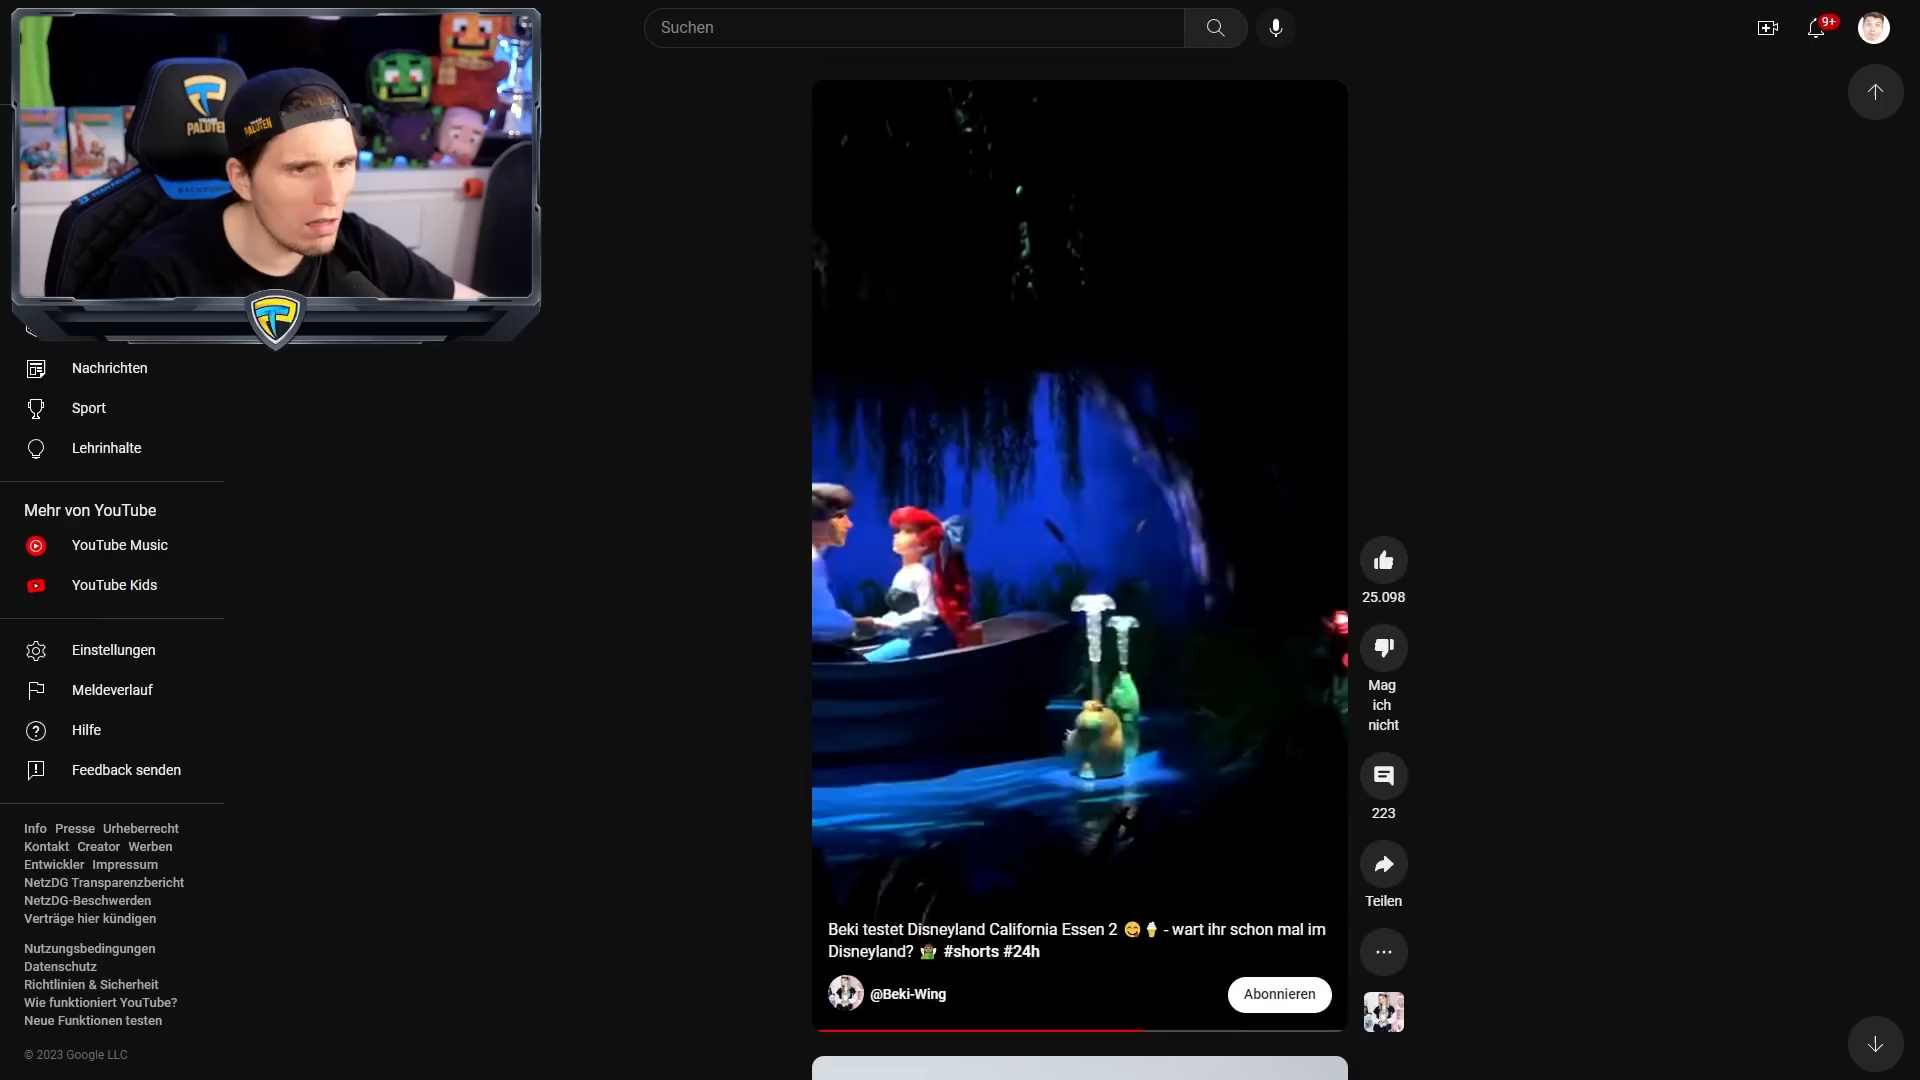 Suchen
9+
TEAM
PALUTEN
PALUTEN
Nachrichten
Sport
Lehrinhalte
Mehr von YouTube
YouTube Music
YouTube Kids
Einstellungen
Meldeverlauf
Hilfe
Feedback senden
Info Presse Urheberrecht
Kontakt Creator Werben
Entwickler Impressum
NetzDG Transparenzbericht
NetzDG-Beschwerden
Verträge hier kündigen
Nutzungsbedingungen
Datenschutz
Richtlinien & Sicherheit
Wie funktioniert YouTube?
Neue Funktionen testen
© 2023 Google LLC
25.098
Mag
ich
nicht
223
Teilen
Beki testet Disneyland California Essen 2 😋🍦 - wart ihr schon mal im
Disneyland? 🧚 #shorts #24h
@Beki-Wing
Abonnieren